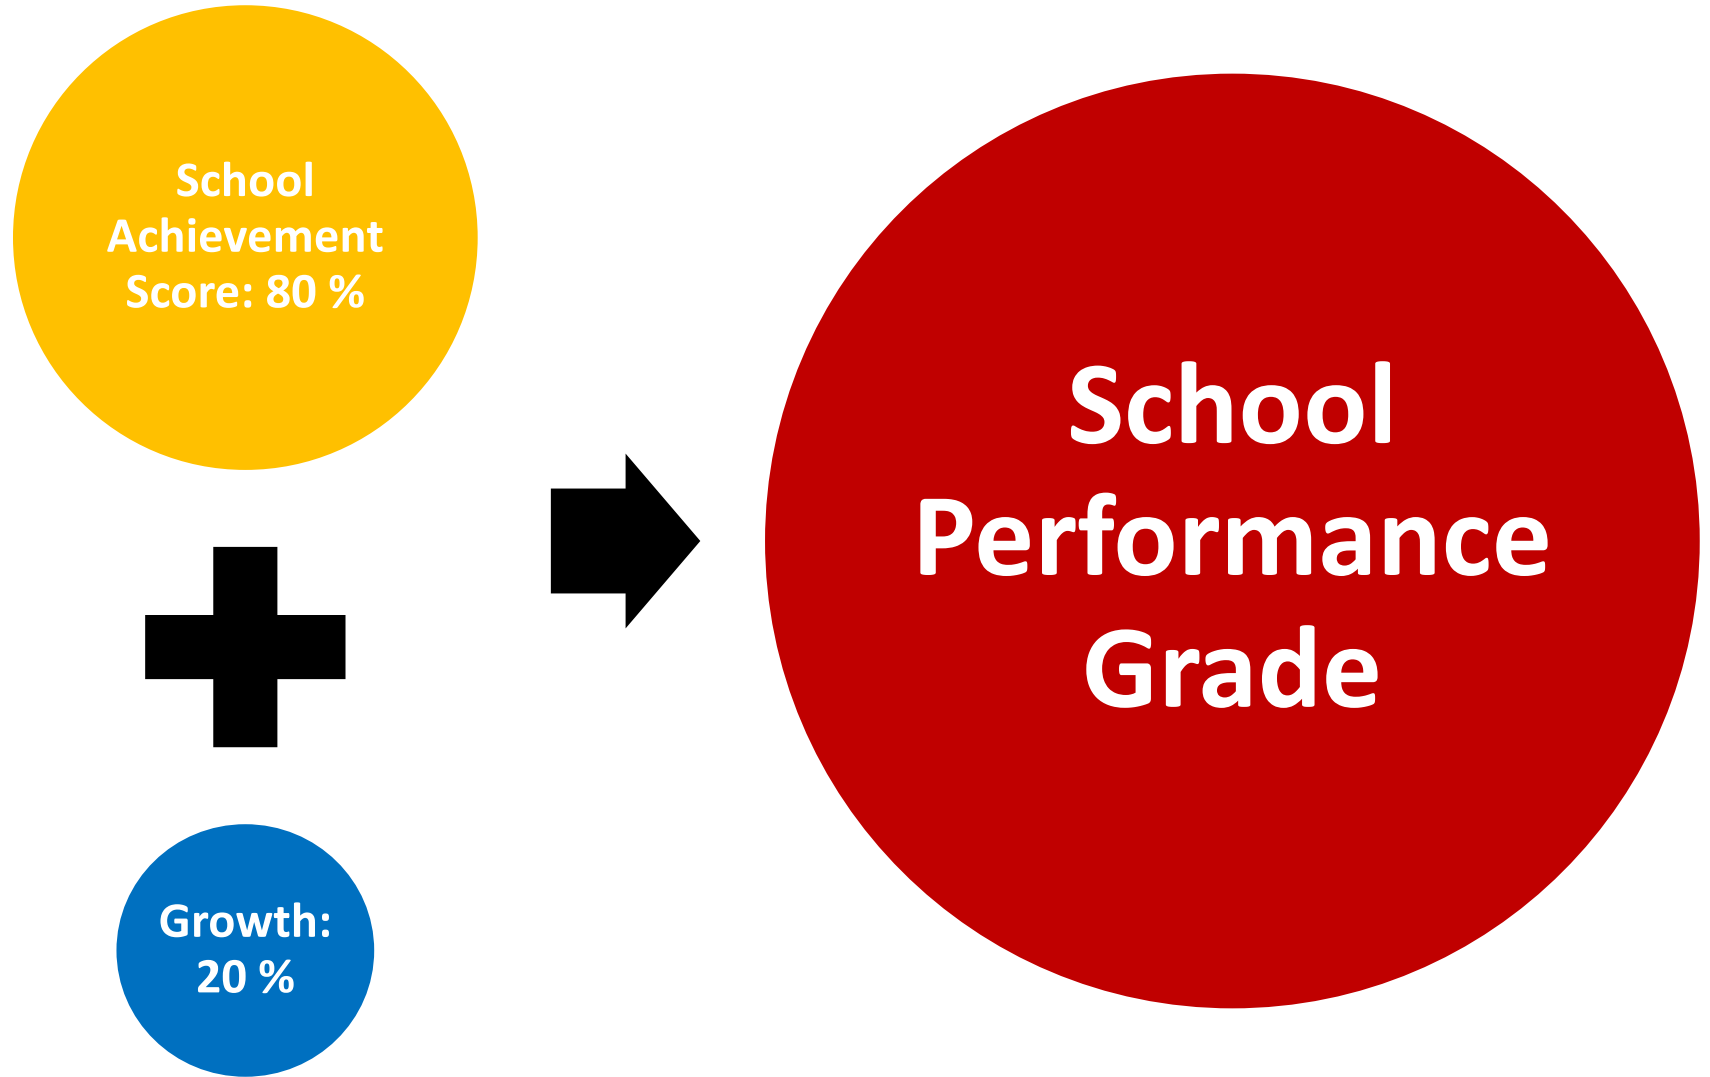 School
Achievement
Score: 80 %
Growth:
20 %
School
Performance
Grade